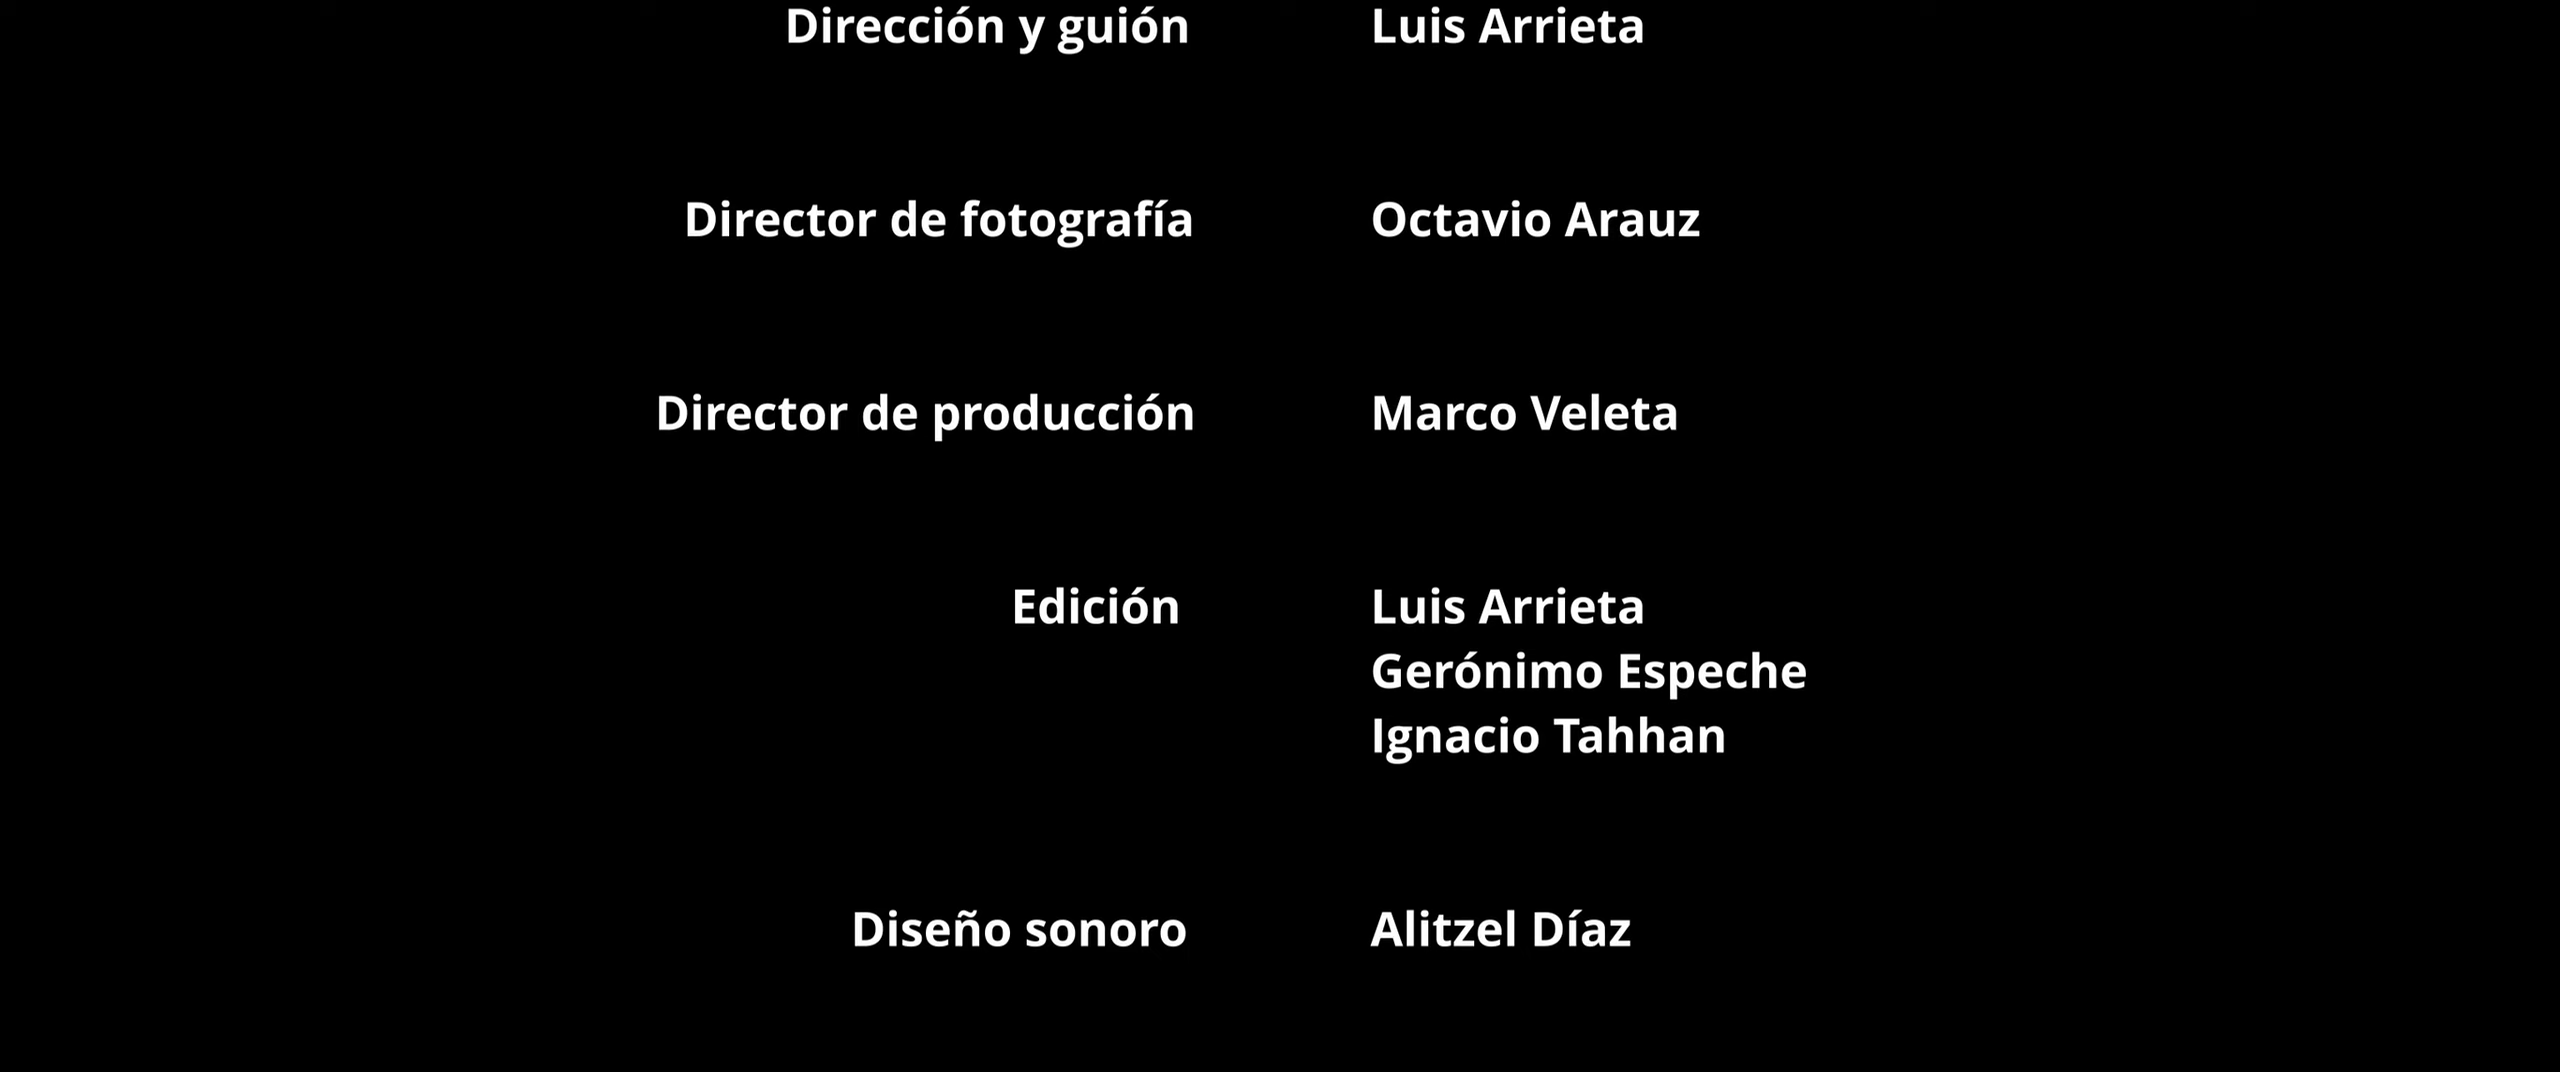 Dirección y guión Luis Arrieta
Director de fotografía Octavio Arauz
Director de producción Marco Veleta
Edición Luis Arrieta
Gerónimo Espeche
Ignacio Tahhan
Diseño sonoro Alitzel Díaz